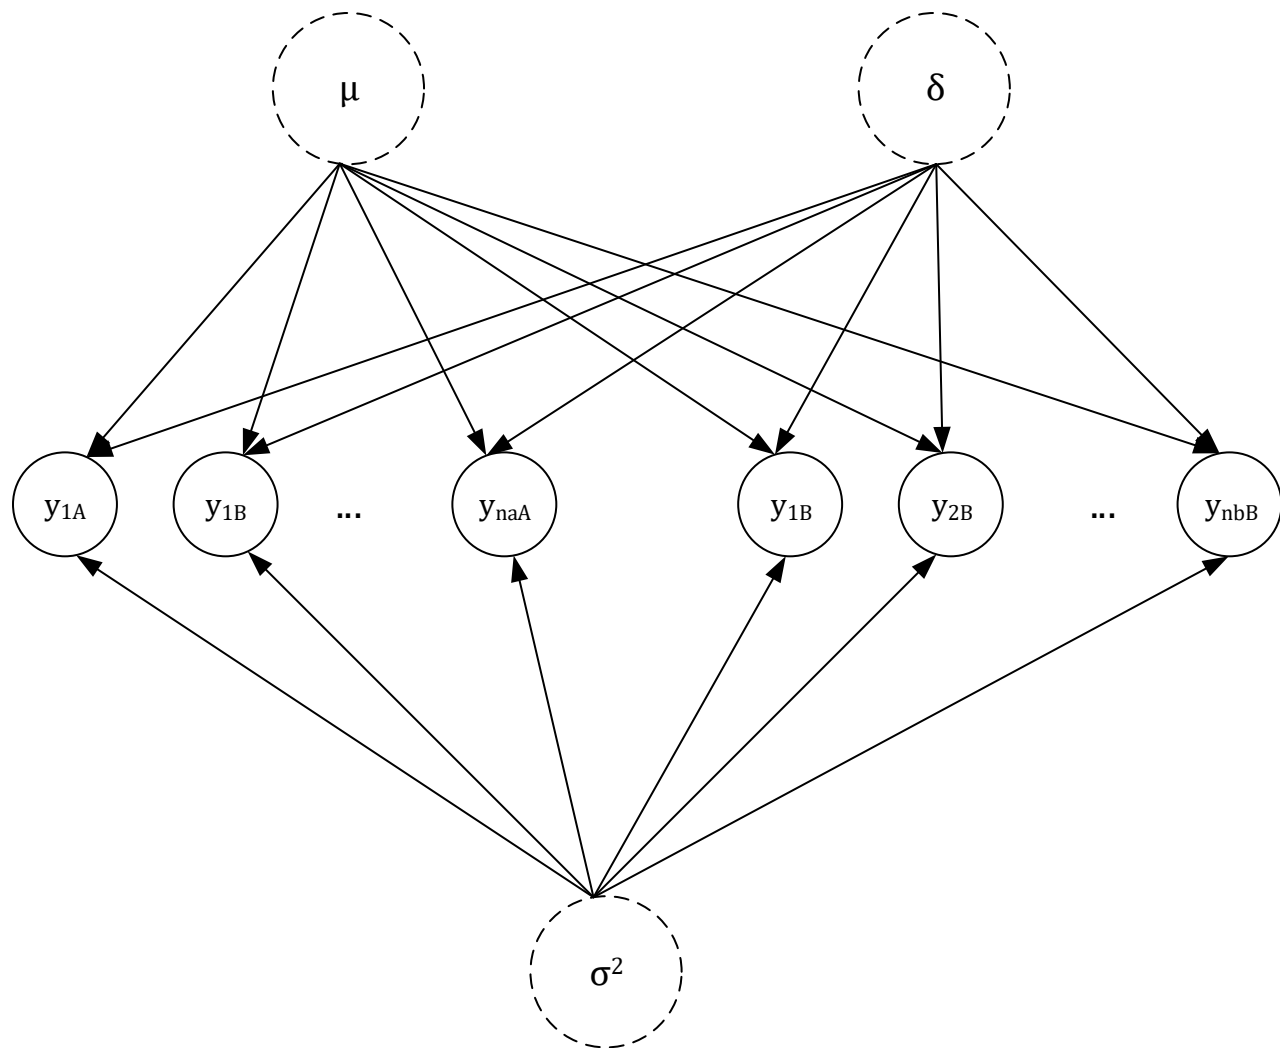 μ δ
y1A y1B ... ynaA y1B y2B ... ynbB
σ2